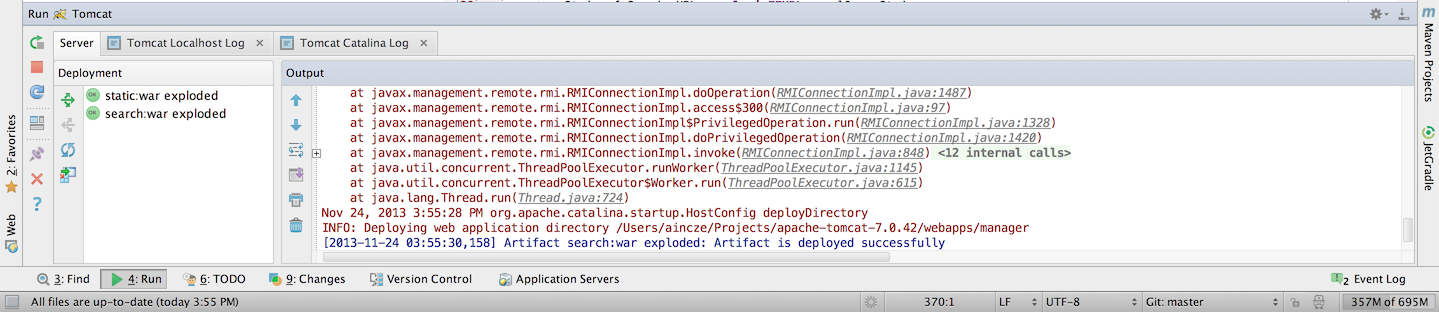 Run Tomcat
Server Tomcat Localhost Log Tomcat Catalina Log
Deployment
static:war exploded
search:war exploded
Output
at javax.management.remote.rmi.RMIConnectionImpl.doOperation(RMIConnectionImpl.java:1487)
at javax.management.remote.rmi.RMIConnectionImpl.access$300(RMIConnectionImpl.java:97)
at javax.management.remote.rmi.RMIConnectionImpl$PrivilegedOperation.run(RMIConnectionImpl.java:1328)
at javax.management.remote.rmi.RMIConnectionImpl.doPrivilegedOperation(RMIConnectionImpl.java:1420)
at javax.management.remote.rmi.RMIConnectionImpl.invoke(RMIConnectionImpl.java:848) <12 internal calls>
at java.util.concurrent.ThreadPoolExecutor.runWorker(ThreadPoolExecutor.java:1145)
at java.util.concurrent.ThreadPoolExecutor$Worker.run(ThreadPoolExecutor.java:615)
at java.lang.Thread.run(Thread.java:724)
Nov 24, 2013 3:55:28 PM org.apache.catalina.startup.HostConfig deployDirectory
INFO: Deploying web application directory /Users/aincze/Projects/apache-tomcat-7.0.42/webapps/manager
[2013-11-24 03:55:30,158] Artifact search:war exploded: Artifact is deployed successfully
2: Favorites
Web
Maven Projects
JetGradle
3: Find 4: Run 6: TODO 9: Changes Version Control Application Servers 2 Event Log
All files are up-to-date (today 3:55 PM) 370:1 LF UTF-8 Git: master 357M of 695M